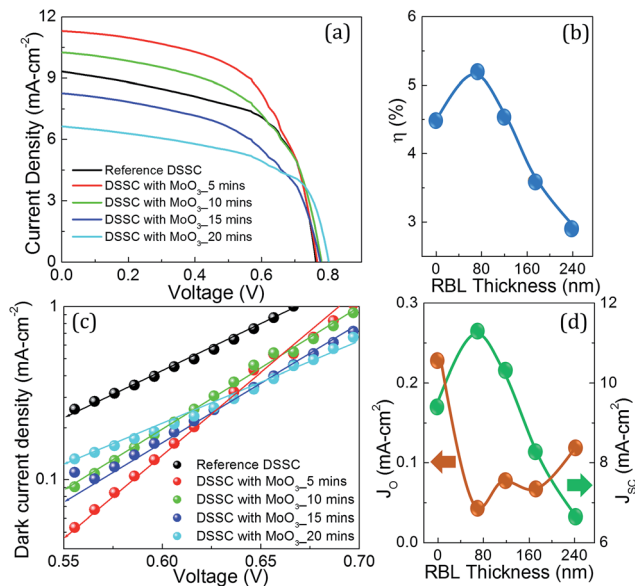 (a)
Current Density (mA-cm⁻²)
12
9
6
3
0
Reference DSSC
DSSC with MoO₃_5 mins
DSSC with MoO₃_10 mins
DSSC with MoO₃_15 mins
DSSC with MoO₃_20 mins
0.0 0.2 0.4 0.6 0.8
Voltage (V)
(b)
η (%)
6
5
4
3
0 80 160 240
RBL Thickness (nm)
(c)
Dark current density (mA-cm⁻²)
1
0.1
Reference DSSC
DSSC with MoO₃_5 mins
DSSC with MoO₃_10 mins
DSSC with MoO₃_15 mins
DSSC with MoO₃_20 mins
0.55 0.60 0.65 0.70
Voltage (V)
(d)
J_O (mA-cm²)
0.3
0.2
0.1
0.0
12
10
8
6
J_SC (mA-cm²)
0 80 160 240
RBL Thickness (nm)